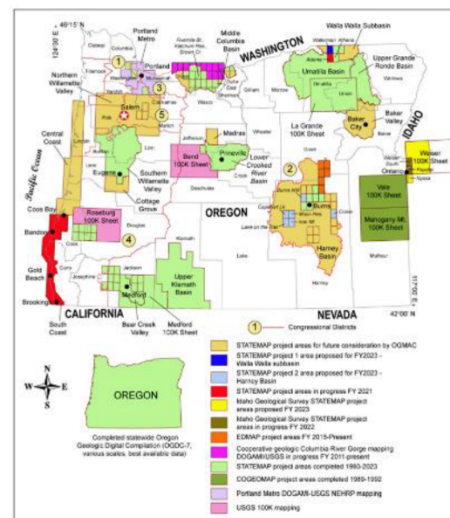 46°15'N
124°30'W
Portland
Metro
Middle
Columbia
Basin
WASHINGTON
Walla Walla
Subbasin
Upper Grande
Ronde Basin
Umatilla Basin
Northern
Willamette
Valley
Portland
Salem
Central
Coast
Pacific Ocean
Madras
Prineville
Bend
100K Sheet
Lower
Crooked River
Basin
La Grande
100K Sheet
Baker
City
Baker
Valley
IDAHO
Weiser
100K Sheet
Ontario
Eugene
Southern
Willamette
Valley
Cottage
Grove
Coos Bay
Bandon
Roseburg
100K Sheet
OREGON
Burns
Harney
Basin
Vale
100K Sheet
Mahogany Mt.
100K Sheet
Gold
Beach
Brookings
South
Coast
Medford
Bear Creek
Valley
Medford
100K Sheet
Upper
Klamath
Basin
CALIFORNIA
NEVADA
42°00'N
117°00'W
1 Congressional Districts
N
W E
S
OREGON
Completed statewide Oregon
Geologic Digital Compilation (OGDC-7,
various scales, best available data)
STATEMAP project areas for future consideration by OGMAC
STATEMAP project 1 area proposed for FY2023 -
Walla Walla subbasin
STATEMAP project 2 area proposed for FY2023 -
Harney Basin
STATEMAP project areas in progress FY 2021
Idaho Geological Survey STATEMAP project
areas proposed FY 2023
Idaho Geological Survey STATEMAP project
areas in progress FY 2022
EDMAP project areas FY 2015-Present
Cooperative geologic Columbia River Gorge mapping
DOGAMI/USGS in progress FY 2011-present
STATEMAP project areas completed 1993-2023
COGEOMAP project areas completed 1989-1992
Portland Metro DOGAMI-USGS NEHRP mapping
USGS 100K mapping